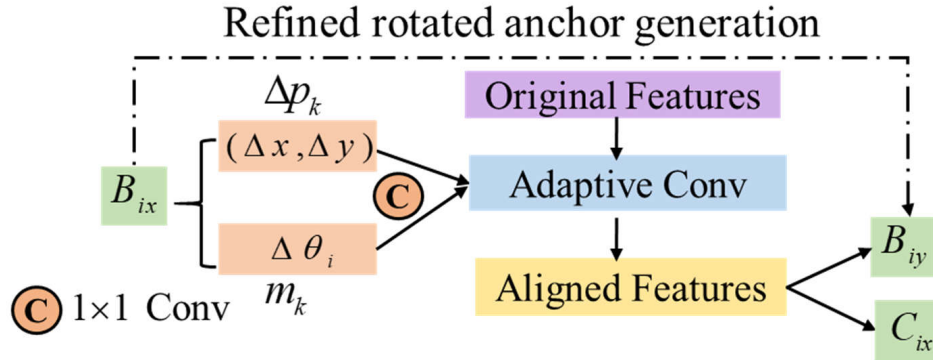 Refined rotated anchor generation
Δp_k
Original Features
(Δx,Δy)
B_ix
C
Adaptive Conv
Δθ_i
m_k
B_iy
Aligned Features
C 1×1 Conv
C_ix